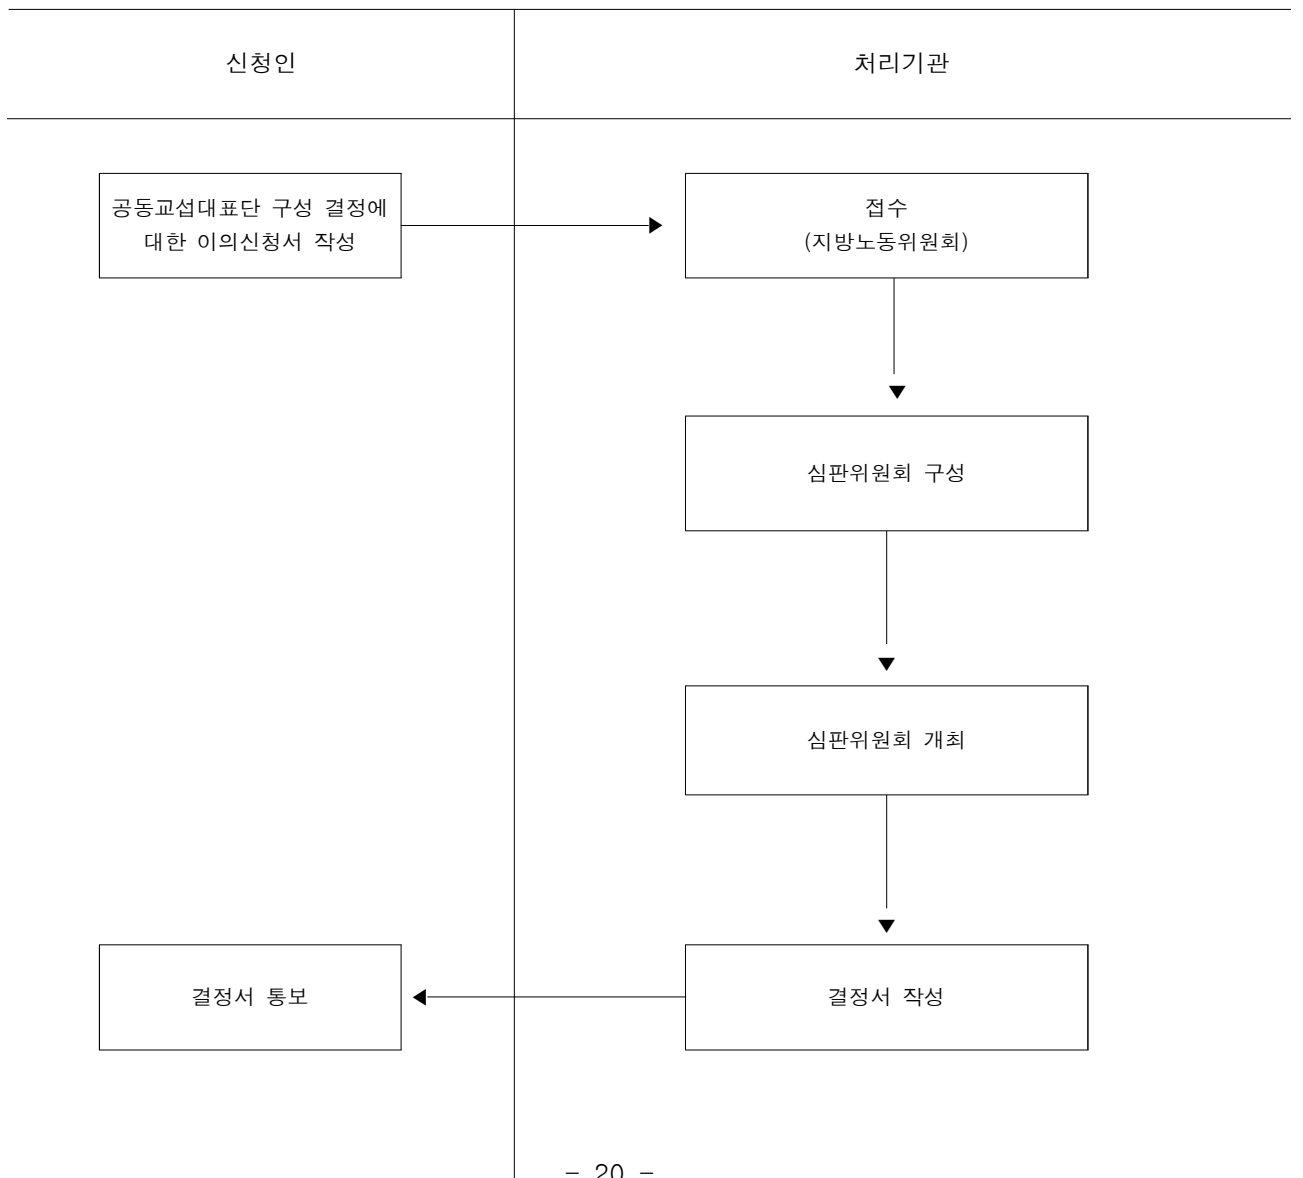 신청인
처리기관
공동교섭대표단 구성 결정에
대한 이의신청서 작성
접수
(지방노동위원회)
심판위원회 구성
심판위원회 개최
결정서 통보
결정서 작성
- 20 -